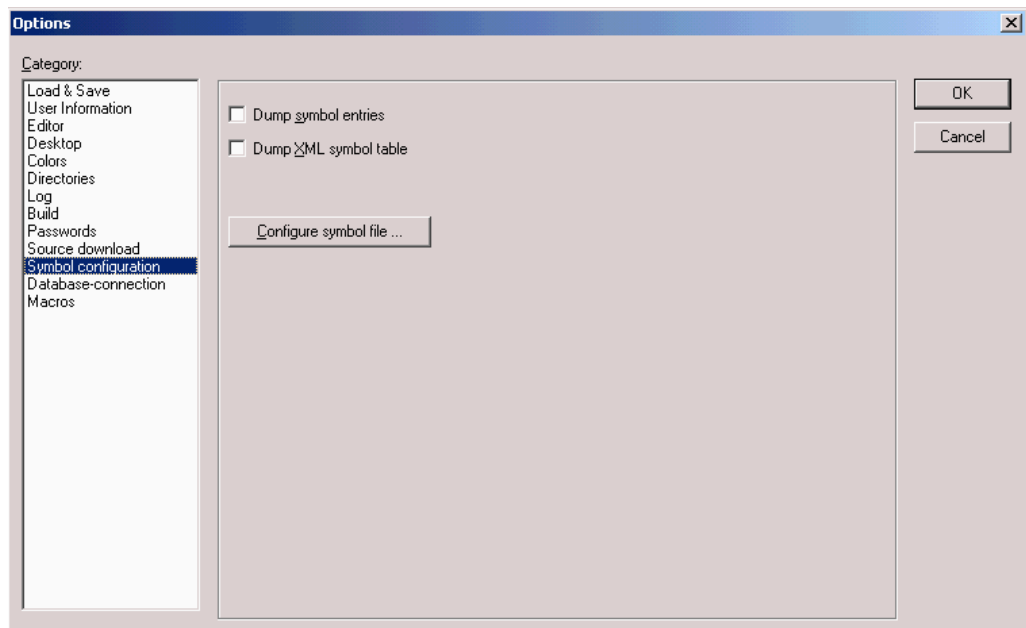 Options
Category:
Load & Save
User Information
Editor
Desktop
Colors
Directories
Log
Build
Passwords
Source download
Symbol configuration
Database-connection
Macros
Dump symbol entries
Dump XML symbol table
Configure symbol file ...
OK
Cancel